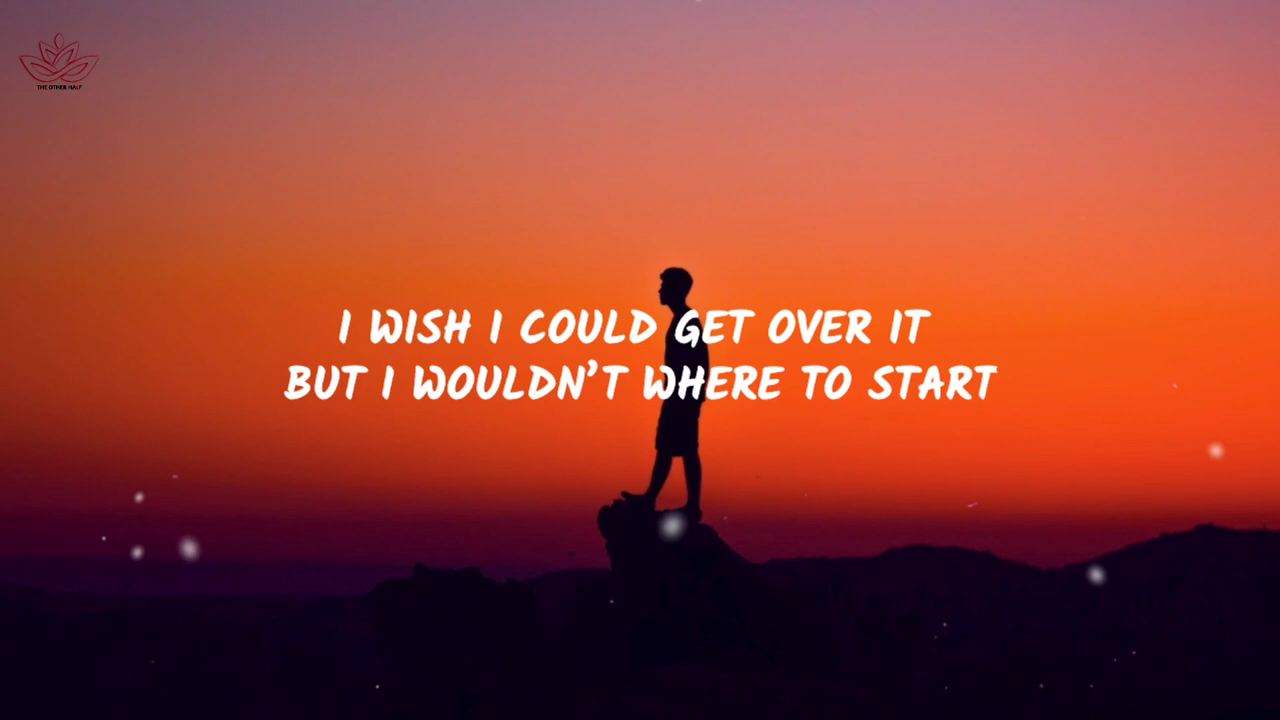 THE OTHER HALF
I WISH I COULD GET OVER IT
BUT I WOULDN'T WHERE TO START